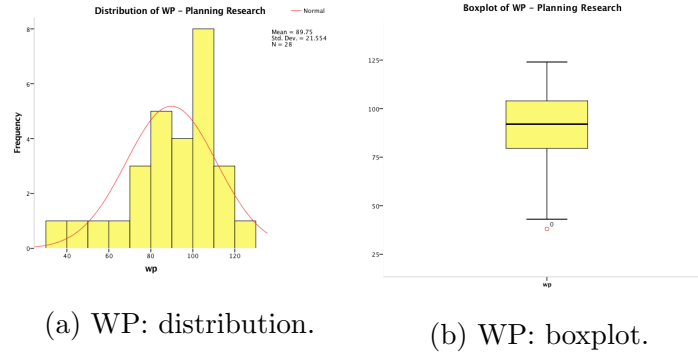 Distribution of WP – Planning Research
Normal
Mean = 89.75
Std. Dev. = 21.554
N = 28
8
6
4
2
0
Frequency
40
60
80
100
120
wp
(a) WP: distribution.
Boxplot of WP – Planning Research
125
100
75
50
25
0
wp
(b) WP: boxplot.